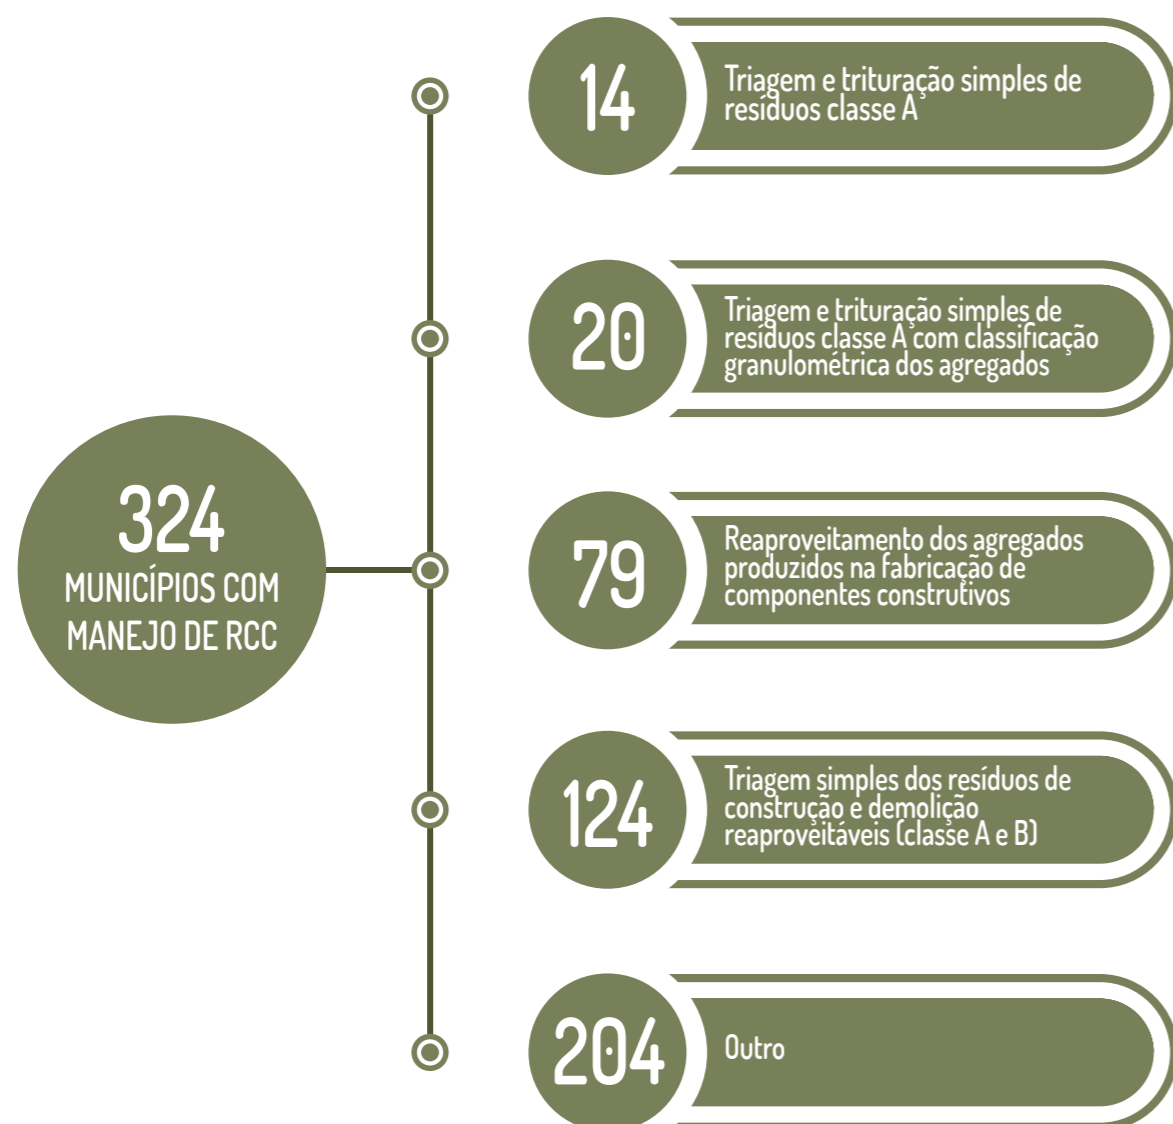 14
Triagem e trituração simples de
resíduos classe A
20
Triagem e trituração simples de
resíduos classe A com classificação
granulométrica dos agregados
324
MUNICÍPIOS COM
MANEJO DE RCC
79
Reaproveitamento dos agregados
produzidos na fabricação de
componentes construtivos
124
Triagem simples dos resíduos de
construção e demolição
reaproveitáveis (classe A e B)
204
Outro